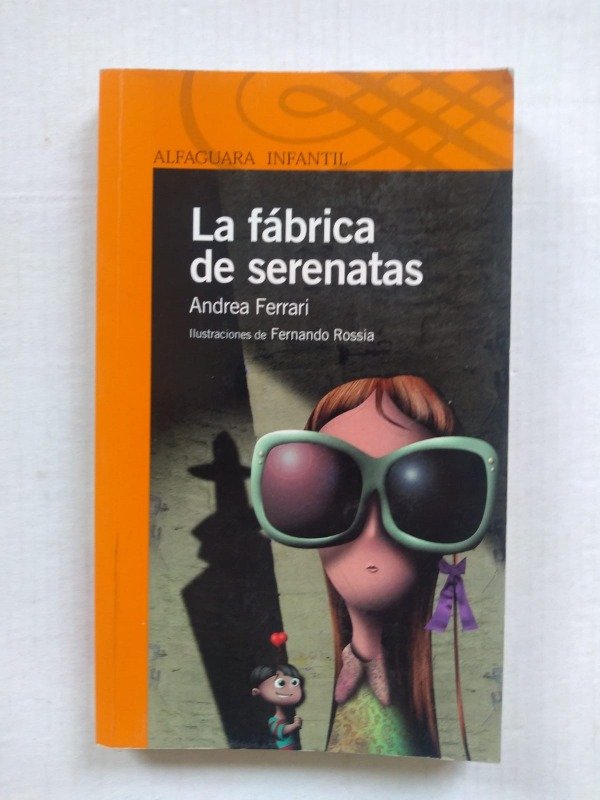 ALFAGUARA INFANTIL
La fábrica
de serenatas
Andrea Ferrari
Ilustraciones de Fernando Rossia